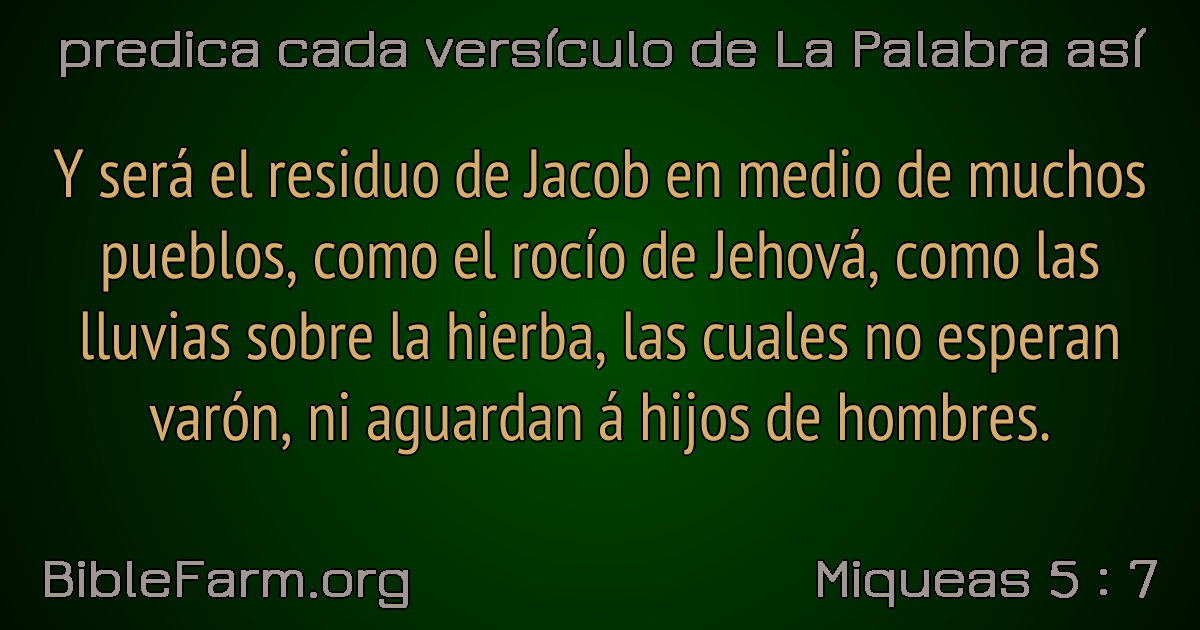 predica cada versículo de La Palabra así
Y será el residuo de Jacob en medio de muchos
pueblos, como el rocío de Jehová, como las
lluvias sobre la hierba, las cuales no esperan
varón, ni aguardan á hijos de hombres.
BibleFarm.org
Miqueas 5 : 7